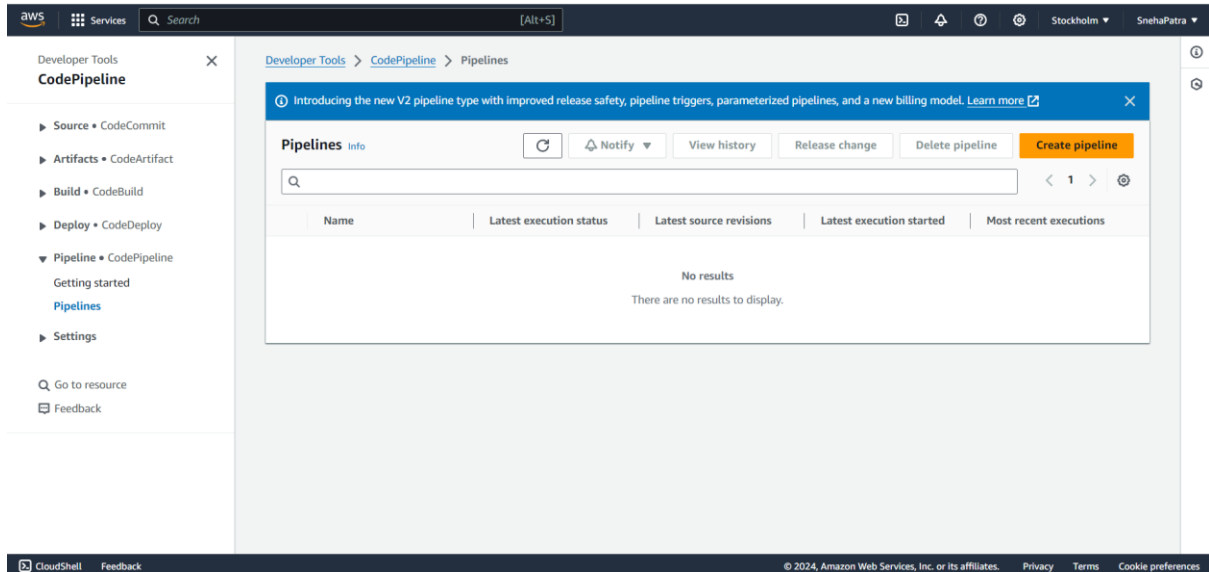 aws Services Search [Alt+S] Stockholm SnehaPatra
Developer Tools
CodePipeline
Source • CodeCommit
Artifacts • CodeArtifact
Build • CodeBuild
Deploy • CodeDeploy
Pipeline • CodePipeline
Getting started
Pipelines
Settings
Go to resource
Feedback
Developer Tools > CodePipeline > Pipelines
Introducing the new V2 pipeline type with improved release safety, pipeline triggers, parameterized pipelines, and a new billing model. Learn more
Pipelines Info Notify View history Release change Delete pipeline Create pipeline
< 1 >
Name Latest execution status Latest source revisions Latest execution started Most recent executions
No results
There are no results to display.
CloudShell Feedback © 2024, Amazon Web Services, Inc. or its affiliates. Privacy Terms Cookie preferences